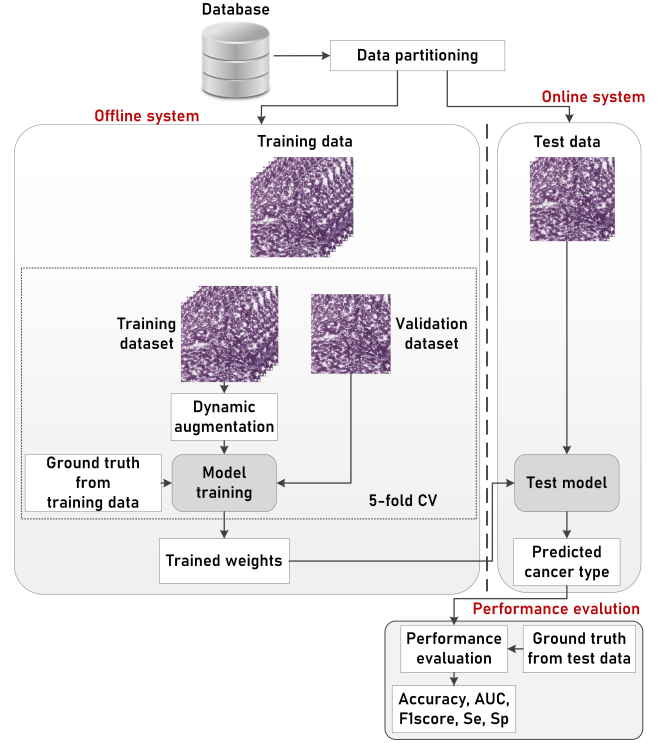 Database
Data partitioning
Offline system
Online system
Training data
Test data
Training
dataset
Validation
dataset
Dynamic
augmentation
Ground truth
from
training data
Model
training
5-fold CV
Test model
Trained weights
Predicted
cancer type
Performance evalution
Performance
evaluation
Ground truth
from test data
Accuracy, AUC,
F1score, Se, Sp